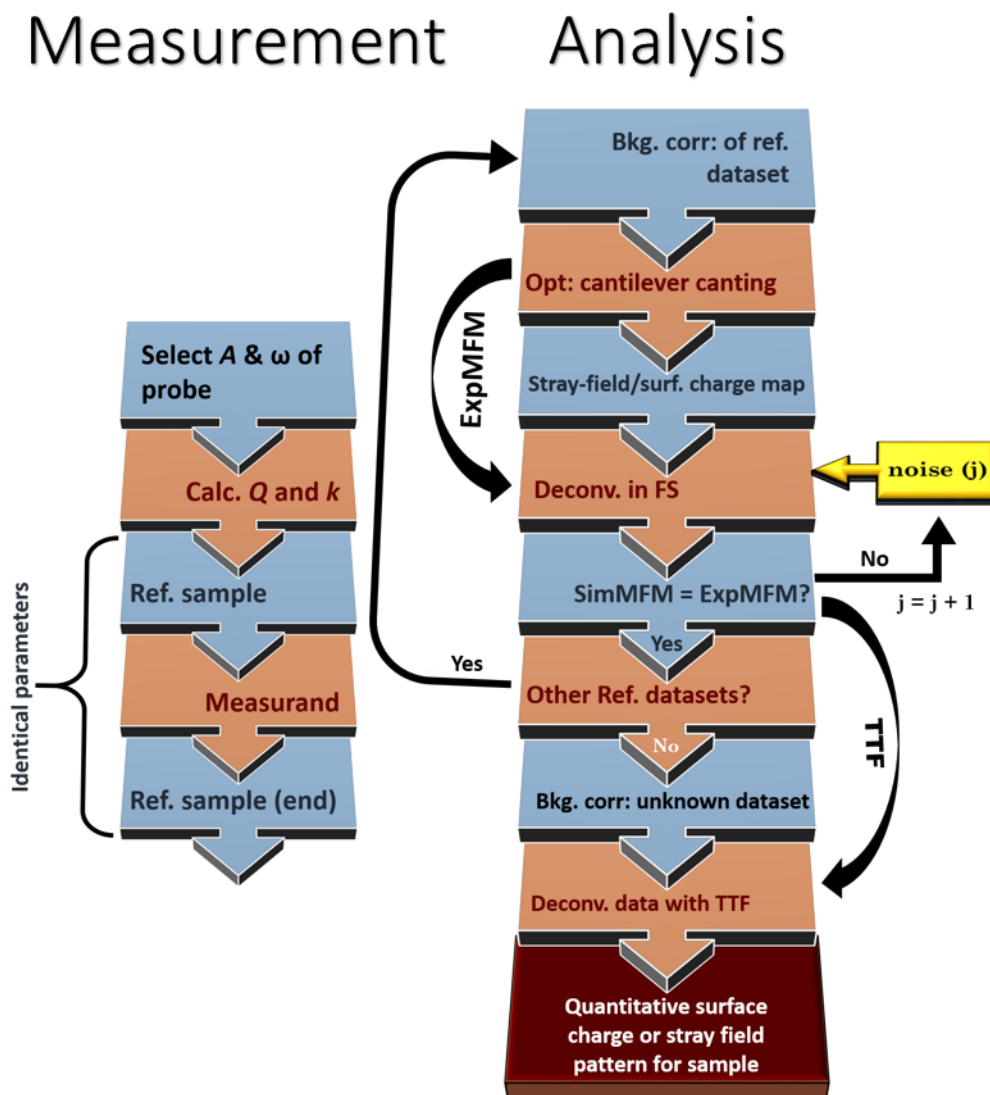 Measurement
Analysis
Select A & ω of
probe
Calc. Q and k
Ref. sample
Measurand
Ref. sample (end)
Identical parameters
Bkg. corr: of ref.
dataset
Opt: cantilever canting
ExpMFM
Stray-field/surf. charge map
Deconv. in FS
noise (j)
No
j = j + 1
SimMFM = ExpMFM?
Yes
Yes
Other Ref. datasets?
No
TTF
Bkg. corr: unknown dataset
Deconv. data with TTF
Quantitative surface
charge or stray field
pattern for sample